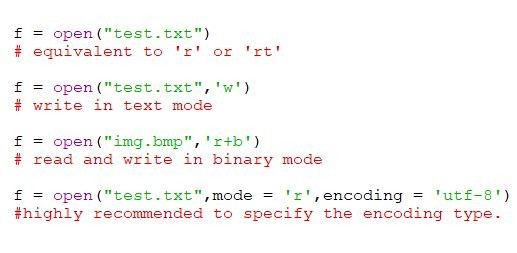 f = open("test.txt")
# equivalent to 'r' or 'rt'
f = open("test.txt",'w')
# write in text mode
f = open("img.bmp",'r+b')
# read and write in binary mode
f = open("test.txt",mode = 'r',encoding = 'utf-8')
#highly recommended to specify the encoding type.